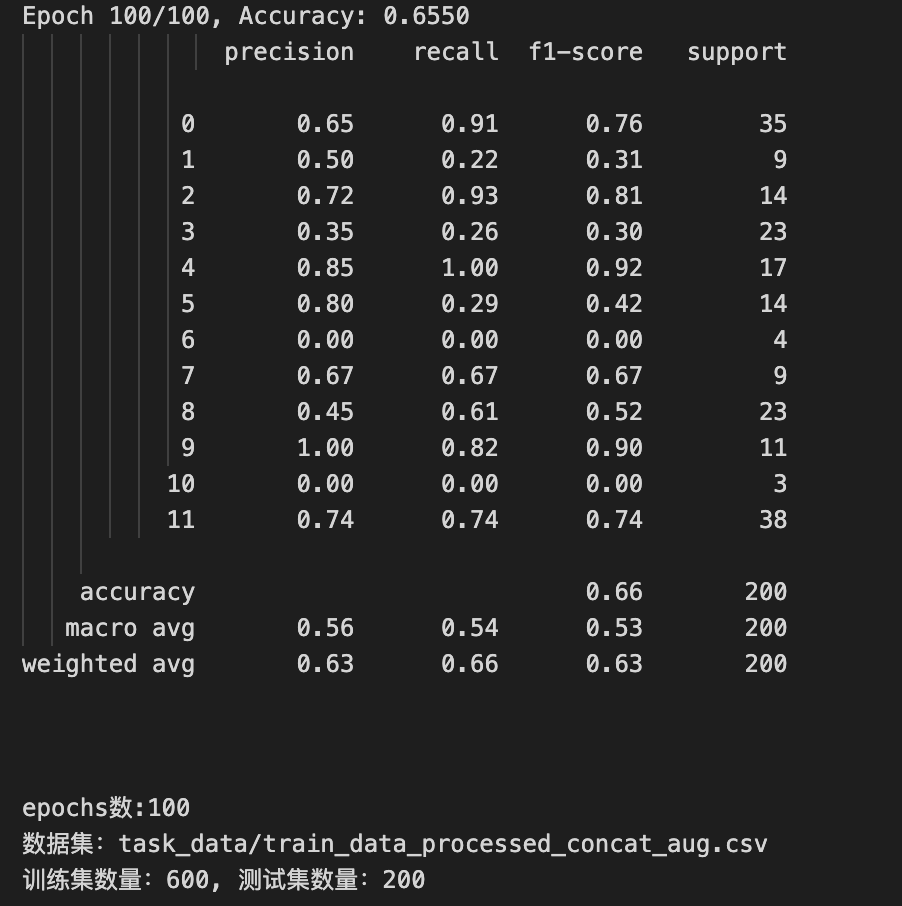 Epoch 100/100, Accuracy: 0.6550
precision recall f1-score support
0 0.65 0.91 0.76 35
1 0.50 0.22 0.31 9
2 0.72 0.93 0.81 14
3 0.35 0.26 0.30 23
4 0.85 1.00 0.92 17
5 0.80 0.29 0.42 14
6 0.00 0.00 0.00 4
7 0.67 0.67 0.67 9
8 0.45 0.61 0.52 23
9 1.00 0.82 0.90 11
10 0.00 0.00 0.00 3
11 0.74 0.74 0.74 38
accuracy 0.66 200
macro avg 0.56 0.54 0.53 200
weighted avg 0.63 0.66 0.63 200
epochs数:100
数据集：task_data/train_data_processed_concat_aug.csv
训练集数量：600, 测试集数量：200